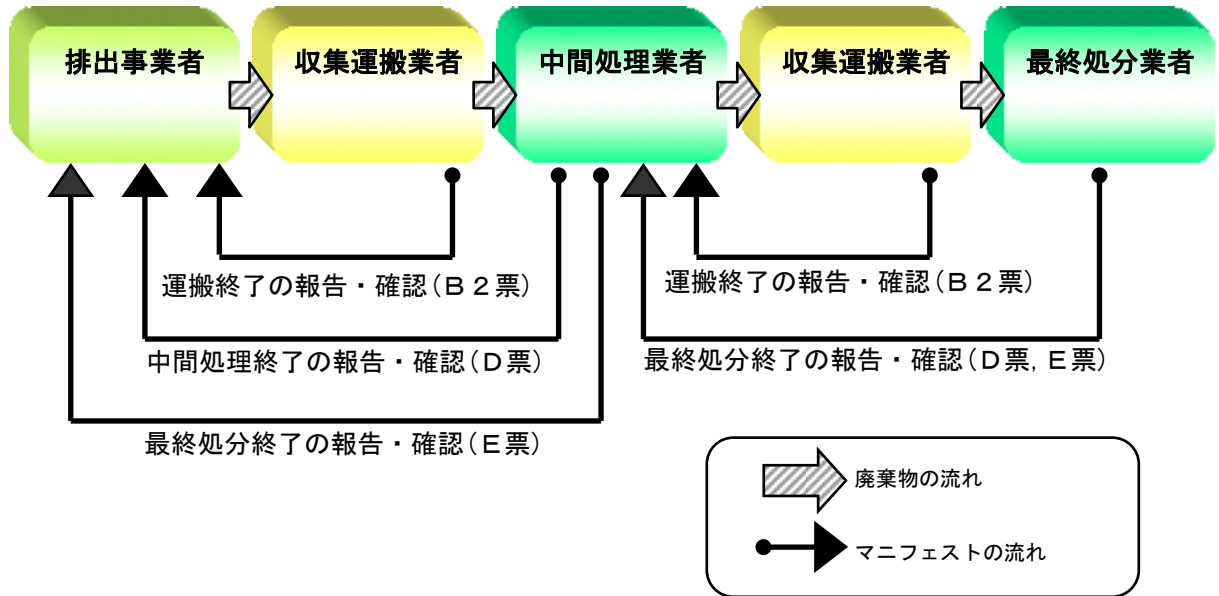 排出事業者
収集運搬業者
中間処理業者
収集運搬業者
最終処分業者
運搬終了の報告・確認(B2票)
運搬終了の報告・確認(B2票)
中間処理終了の報告・確認(D票)
最終処分終了の報告・確認(D票,E票)
最終処分終了の報告・確認(E票)
廃棄物の流れ
マニフェストの流れ